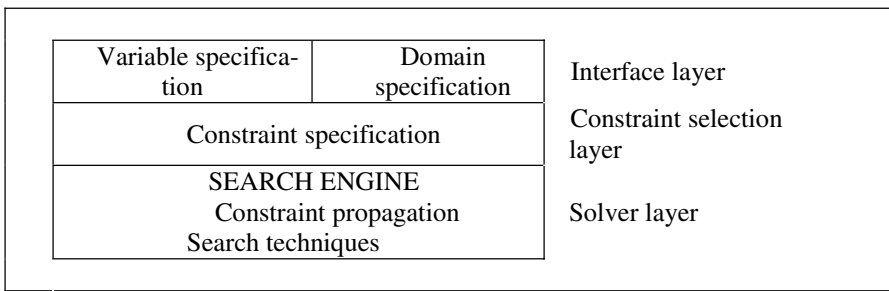 Variable specifica-
tion
Domain
specification
Interface layer
Constraint specification
Constraint selection
layer
SEARCH ENGINE
Constraint propagation
Search techniques
Solver layer